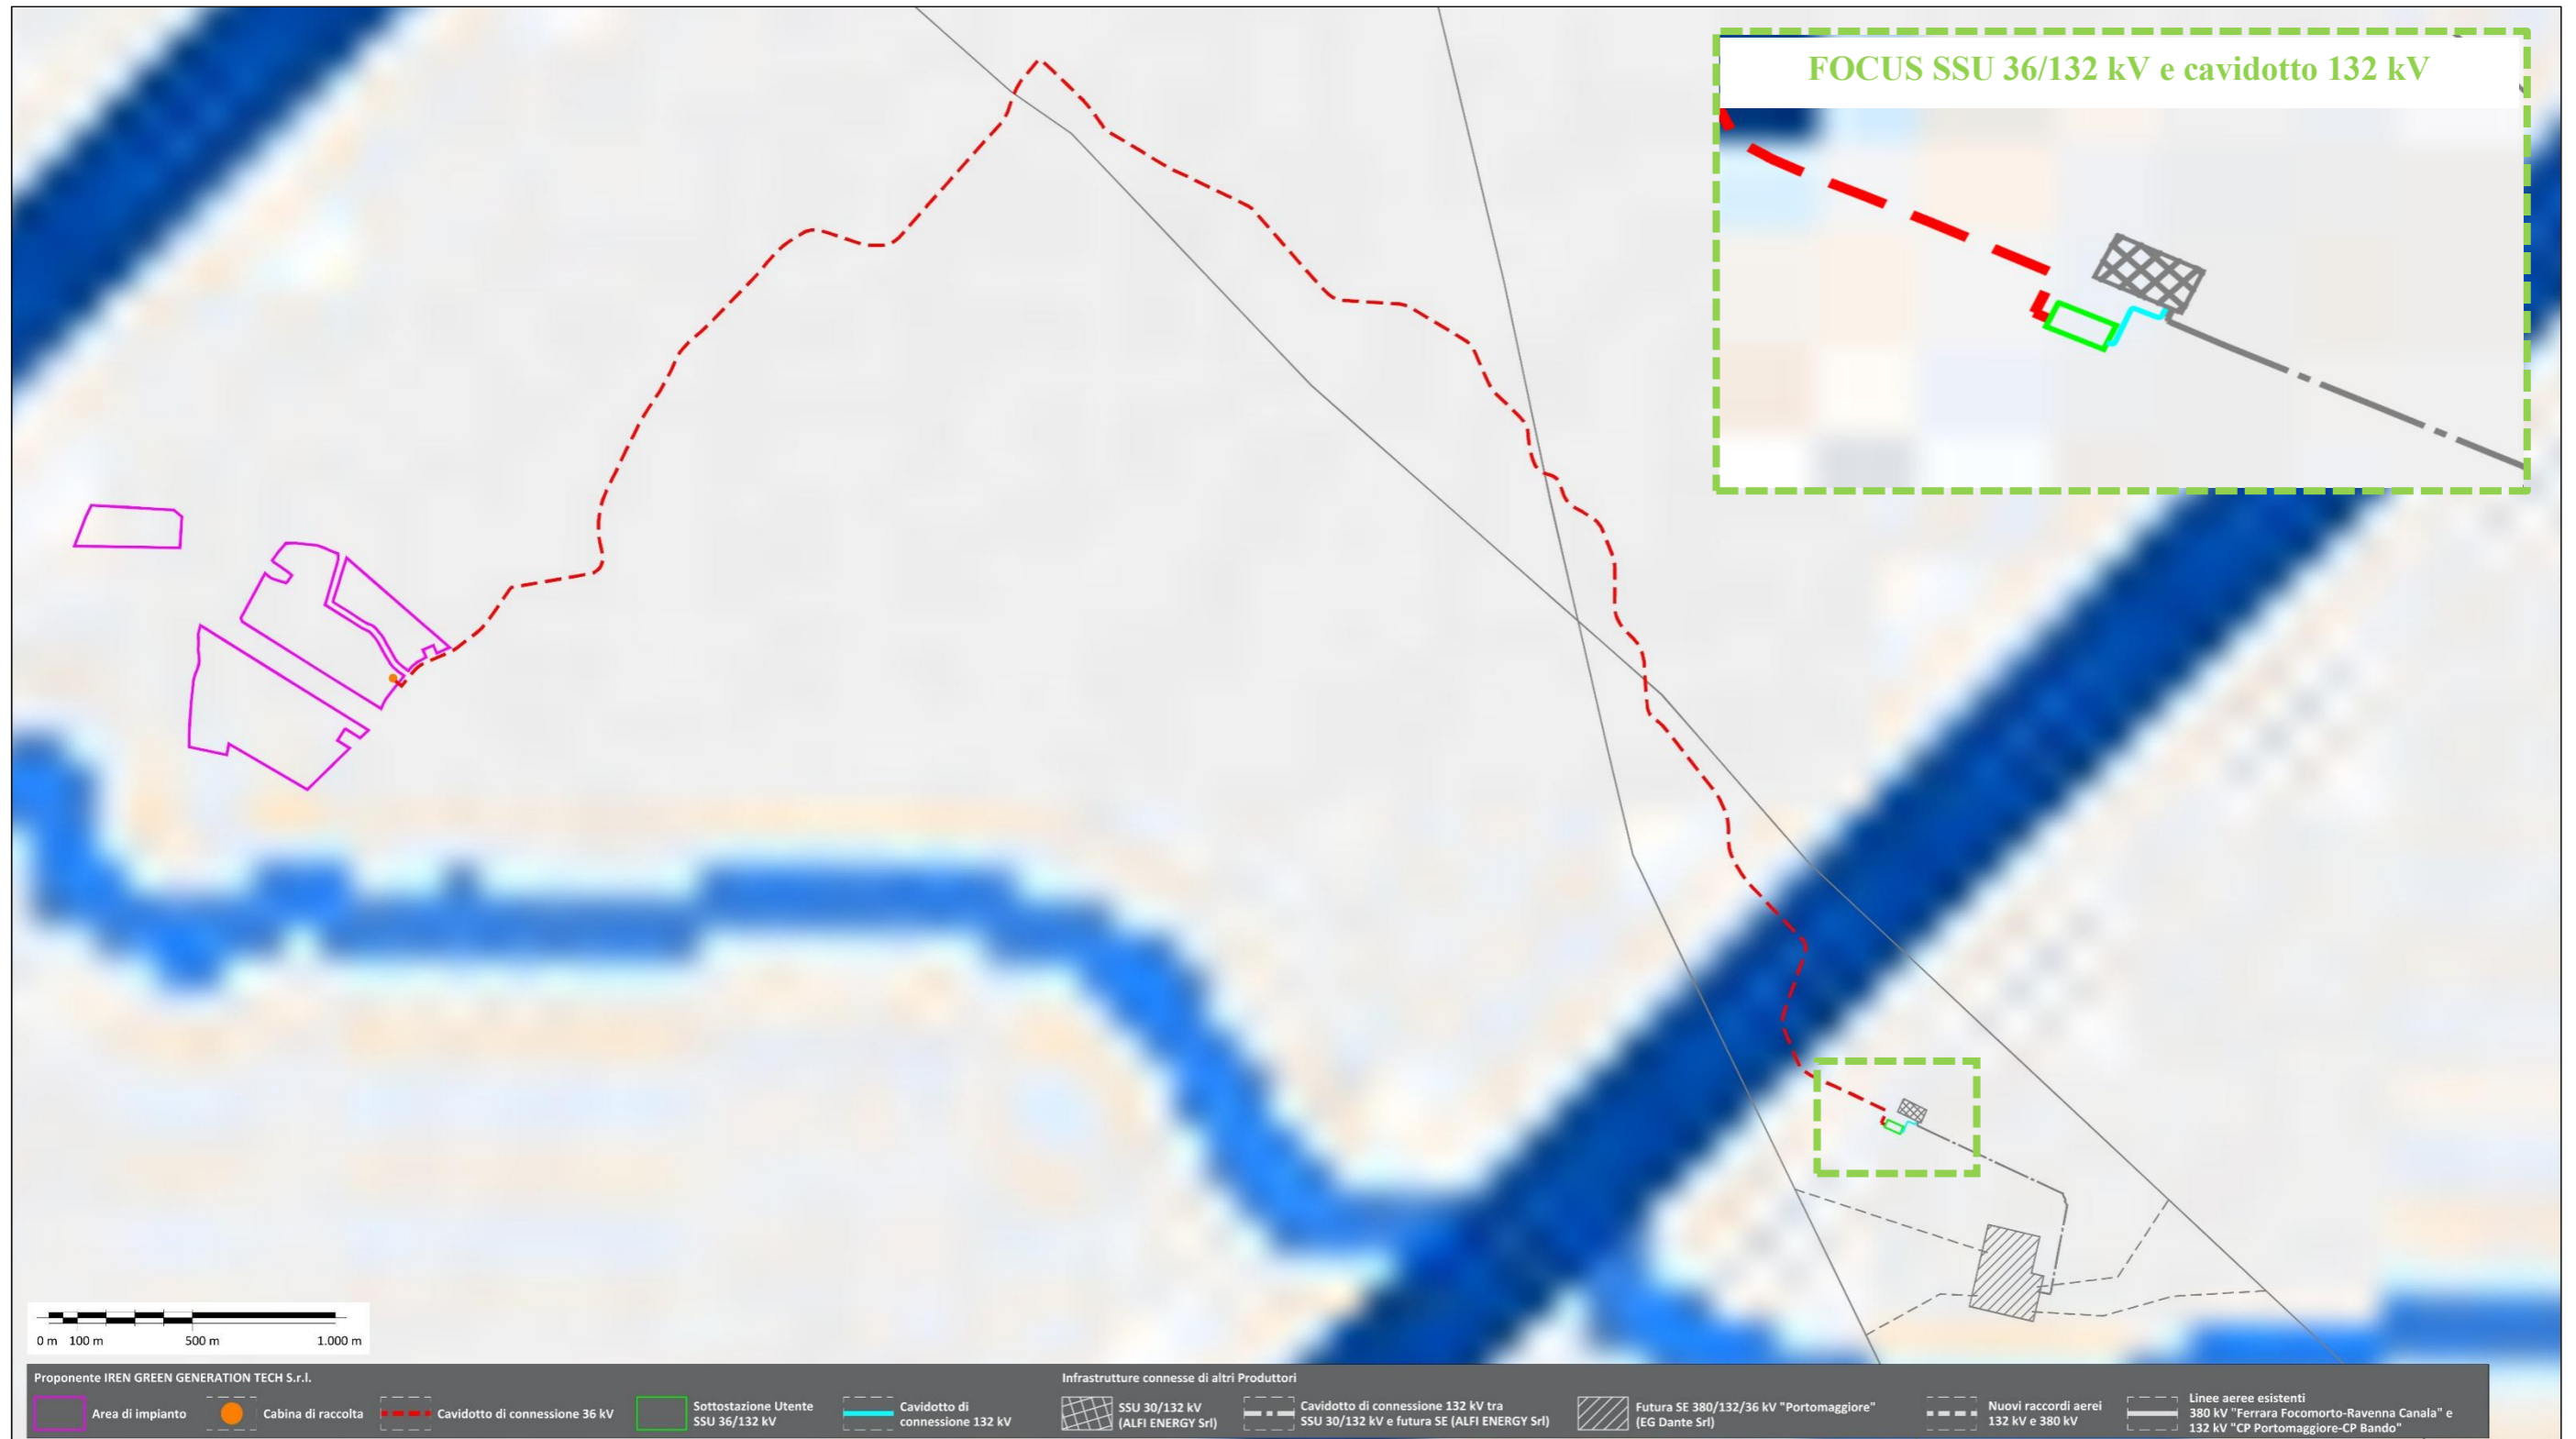 FOCUS SSU 36/132 kV e cavidotto 132 kV
0 m 100 m 500 m 1.000 m
Proponente IREN GREEN GENERATION TECH S.r.l.
Area di impianto
Cabina di raccolta
Cavidotto di connessione 36 kV
Sottostazione Utente
SSU 36/132 kV
Cavidotto di
connessione 132 kV
Infrastrutture connesse di altri Produttori
SSU 30/132 kV
(ALFI ENERGY Srl)
Cavidotto di connessione 132 kV tra
SSU 30/132 kV e futura SE (ALFI ENERGY Srl)
Futura SE 380/132/36 kV "Portomaggiore"
(EG Dante Srl)
Nuovi raccordi aerei
132 kV e 380 kV
Linee aeree esistenti
380 kV "Ferrara Focomorto-Ravenna Canala" e
132 kV "CP Portomaggiore-CP Bando"